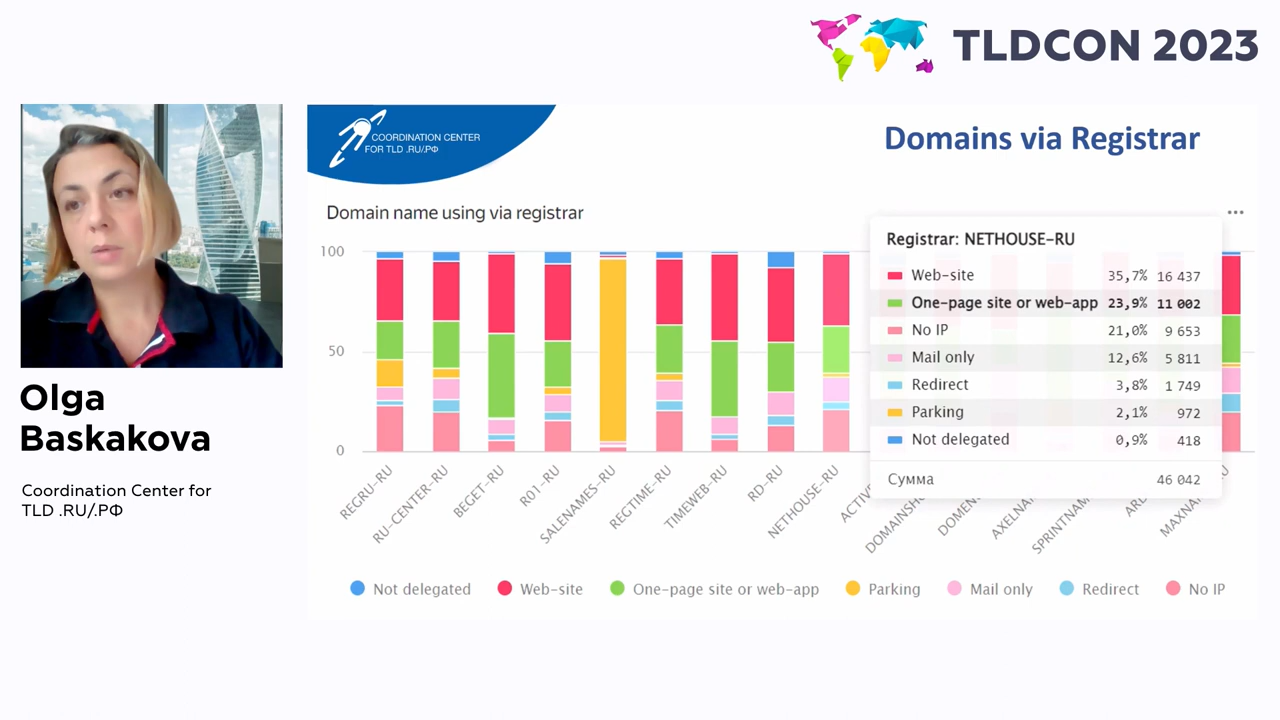 TLDCON 2023
COORDINATION CENTER
FOR TLD .RU/.РФ
Domains via Registrar
Domain name using via registrar
Registrar: NETHOUSE-RU
Web-site 35,7% 16 437
One-page site or web-app 23,9% 11 002
No IP 21,0% 9 653
Mail only 12,6% 5 811
Redirect 3,8% 1 749
Parking 2,1% 972
Not delegated 0,9% 418
Сумма 46 042
100
50
0
REGRU-RU
RU-CENTER-RU
BEGET-RU
R01-RU
SALENAMES-RU
REGTIME-RU
TIMEWEB-RU
RD-RU
NETHOUSE-RU
Not delegated Web-site One-page site or web-app Parking Mail only Redirect No IP
Olga
Baskakova
Coordination Center for
TLD .RU/.РФ